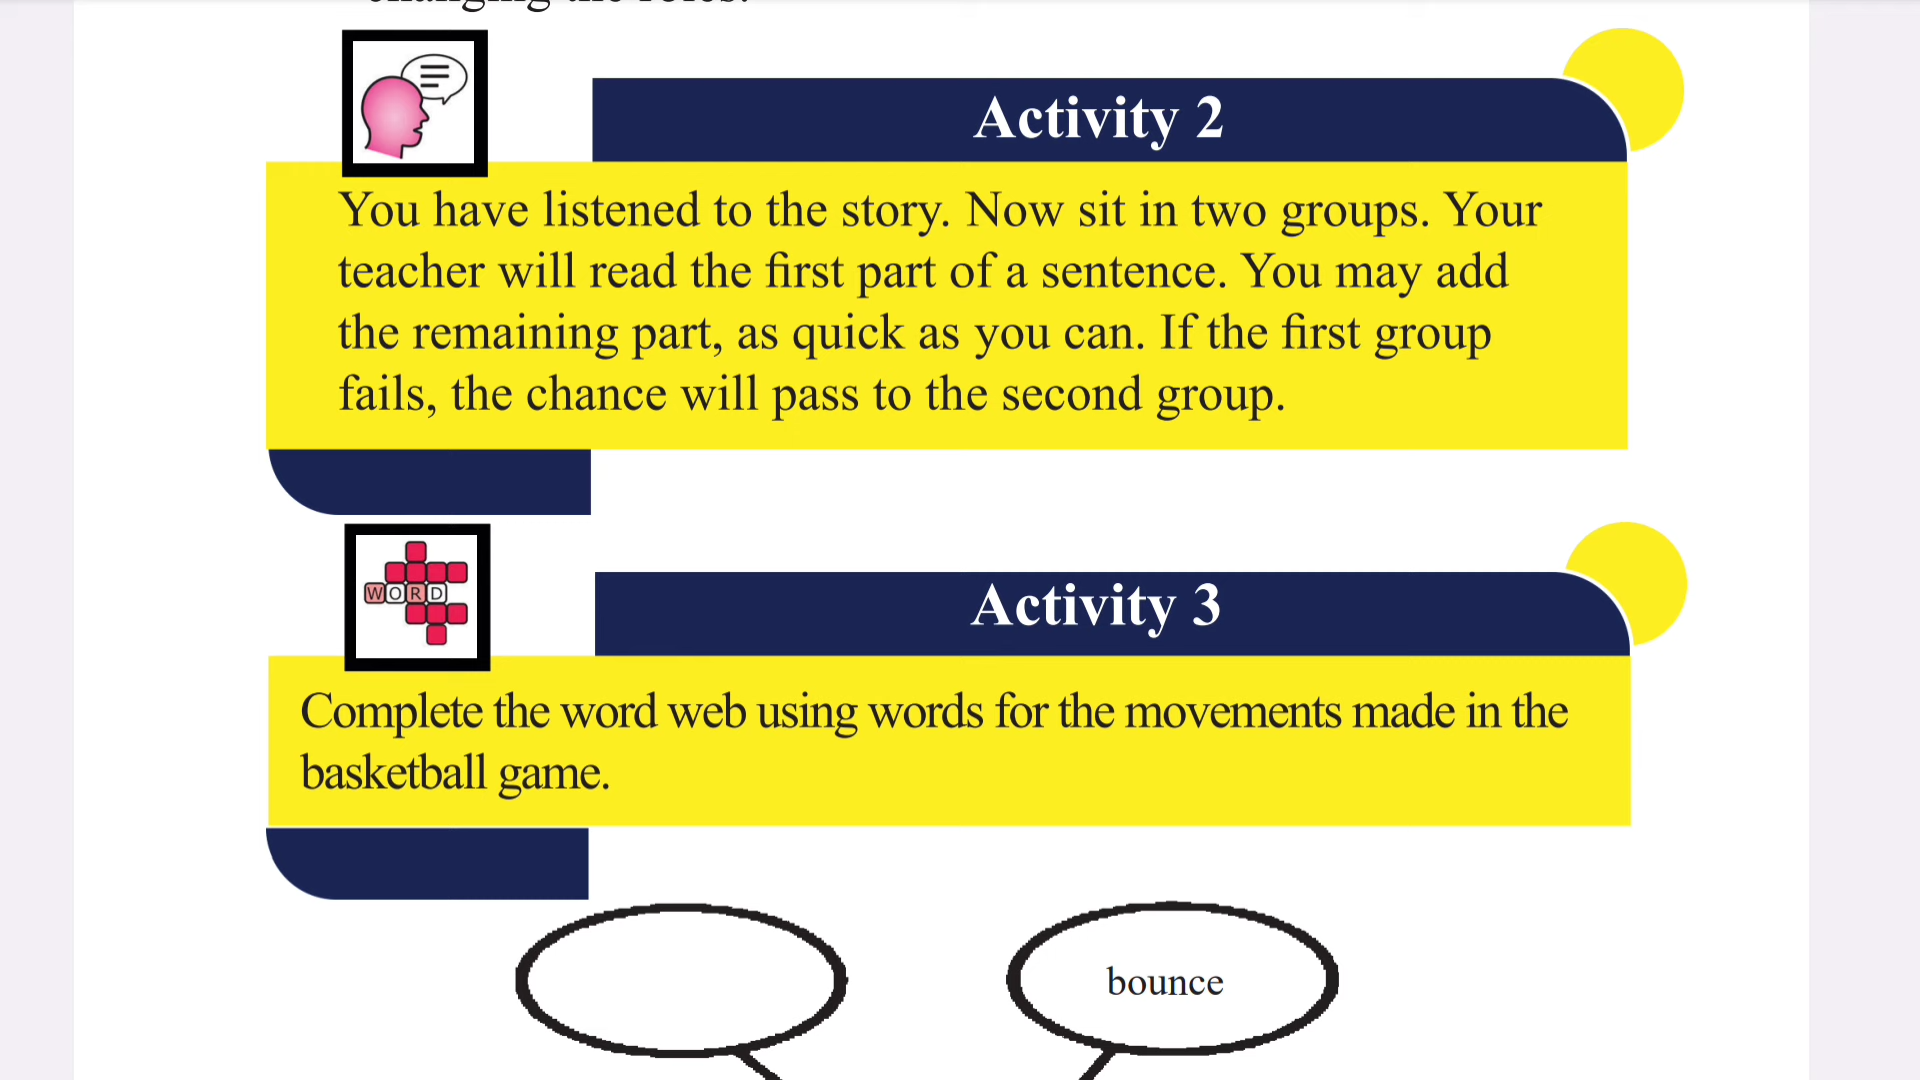 changing the roles.
Activity 2
You have listened to the story. Now sit in two groups. Your
teacher will read the first part of a sentence. You may add
the remaining part, as quick as you can. If the first group
fails, the chance will pass to the second group.
WORD
Activity 3
Complete the word web using words for the movements made in the
basketball game.
bounce